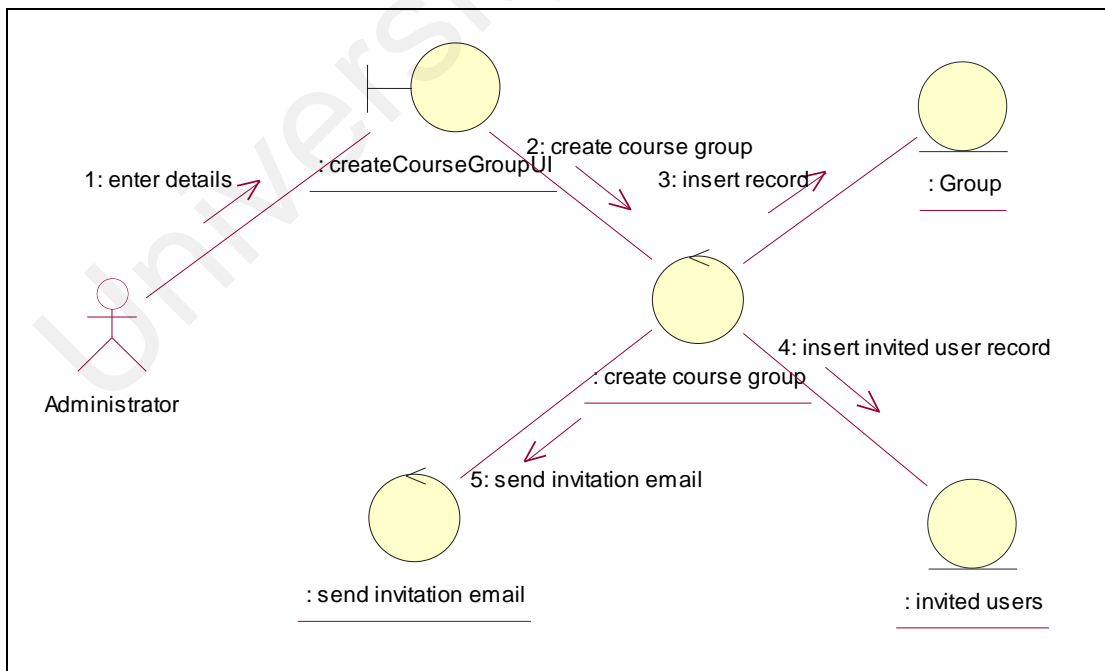 Universi
: createCourseGroupUI
1: enter details
2: create course group
3: insert record
: Group
Administrator
: create course group
4: insert invited user record
5: send invitation email
: send invitation email
: invited users